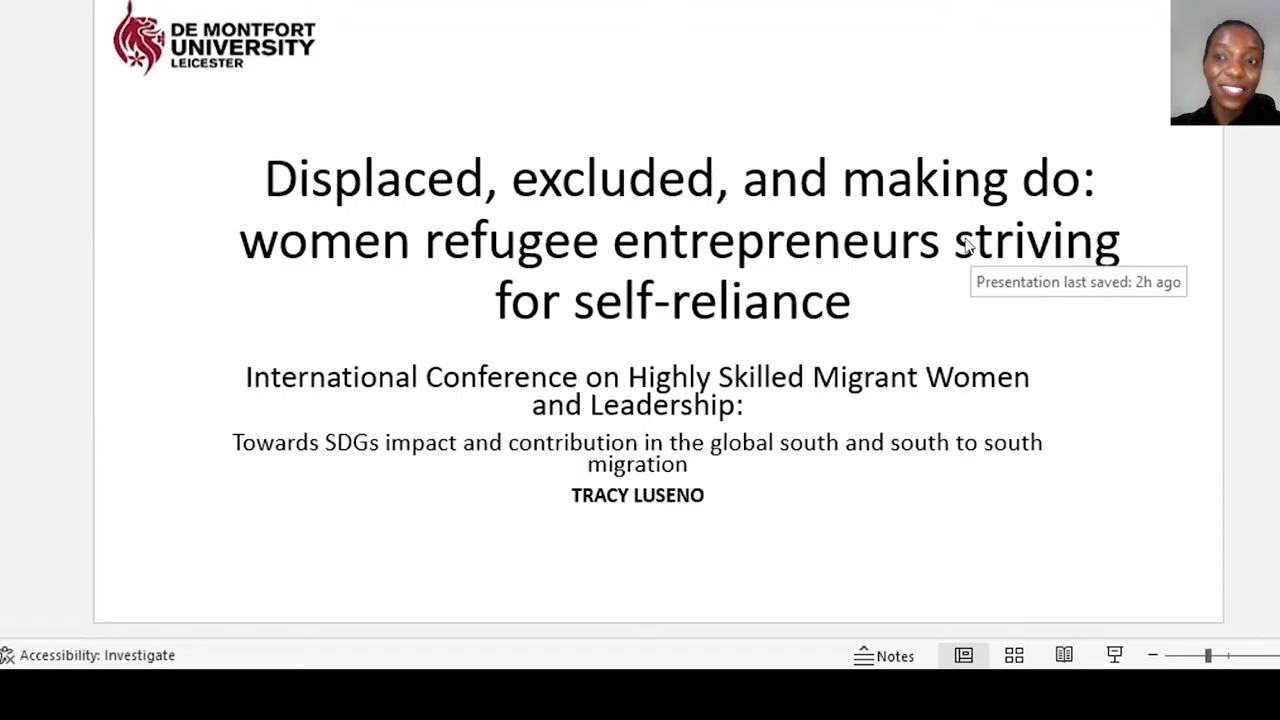 DE MONTFORT
UNIVERSITY
LEICESTER
Displaced, excluded, and making do:
women refugee entrepreneurs striving
for self-reliance
Presentation last saved: 2h ago
International Conference on Highly Skilled Migrant Women
and Leadership:
Towards SDGs impact and contribution in the global south and south to south
migration
TRACY LUSENO
Accessibility: Investigate
Notes